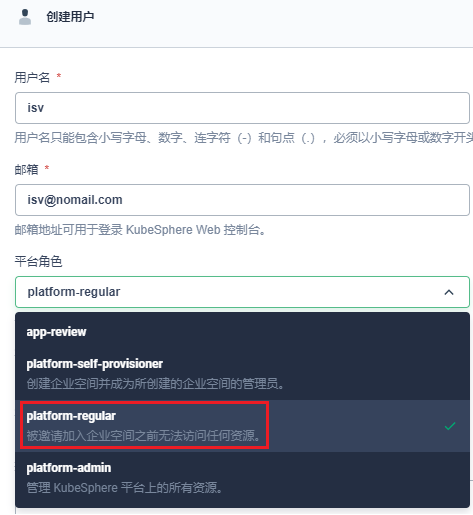 创建用户
用户名 *
isv
用户名只能包含小写字母、数字、连字符（-）和句点（.），必须以小写字母或数字开头
邮箱 *
isv@nomail.com
邮箱地址可用于登录 KubeSphere Web 控制台。
平台角色
platform-regular
app-review
platform-self-provisioner
创建企业空间并成为所创建的企业空间的管理员。
platform-regular
被邀请加入企业空间之前无法访问任何资源。
platform-admin
管理 KubeSphere 平台上的所有资源。